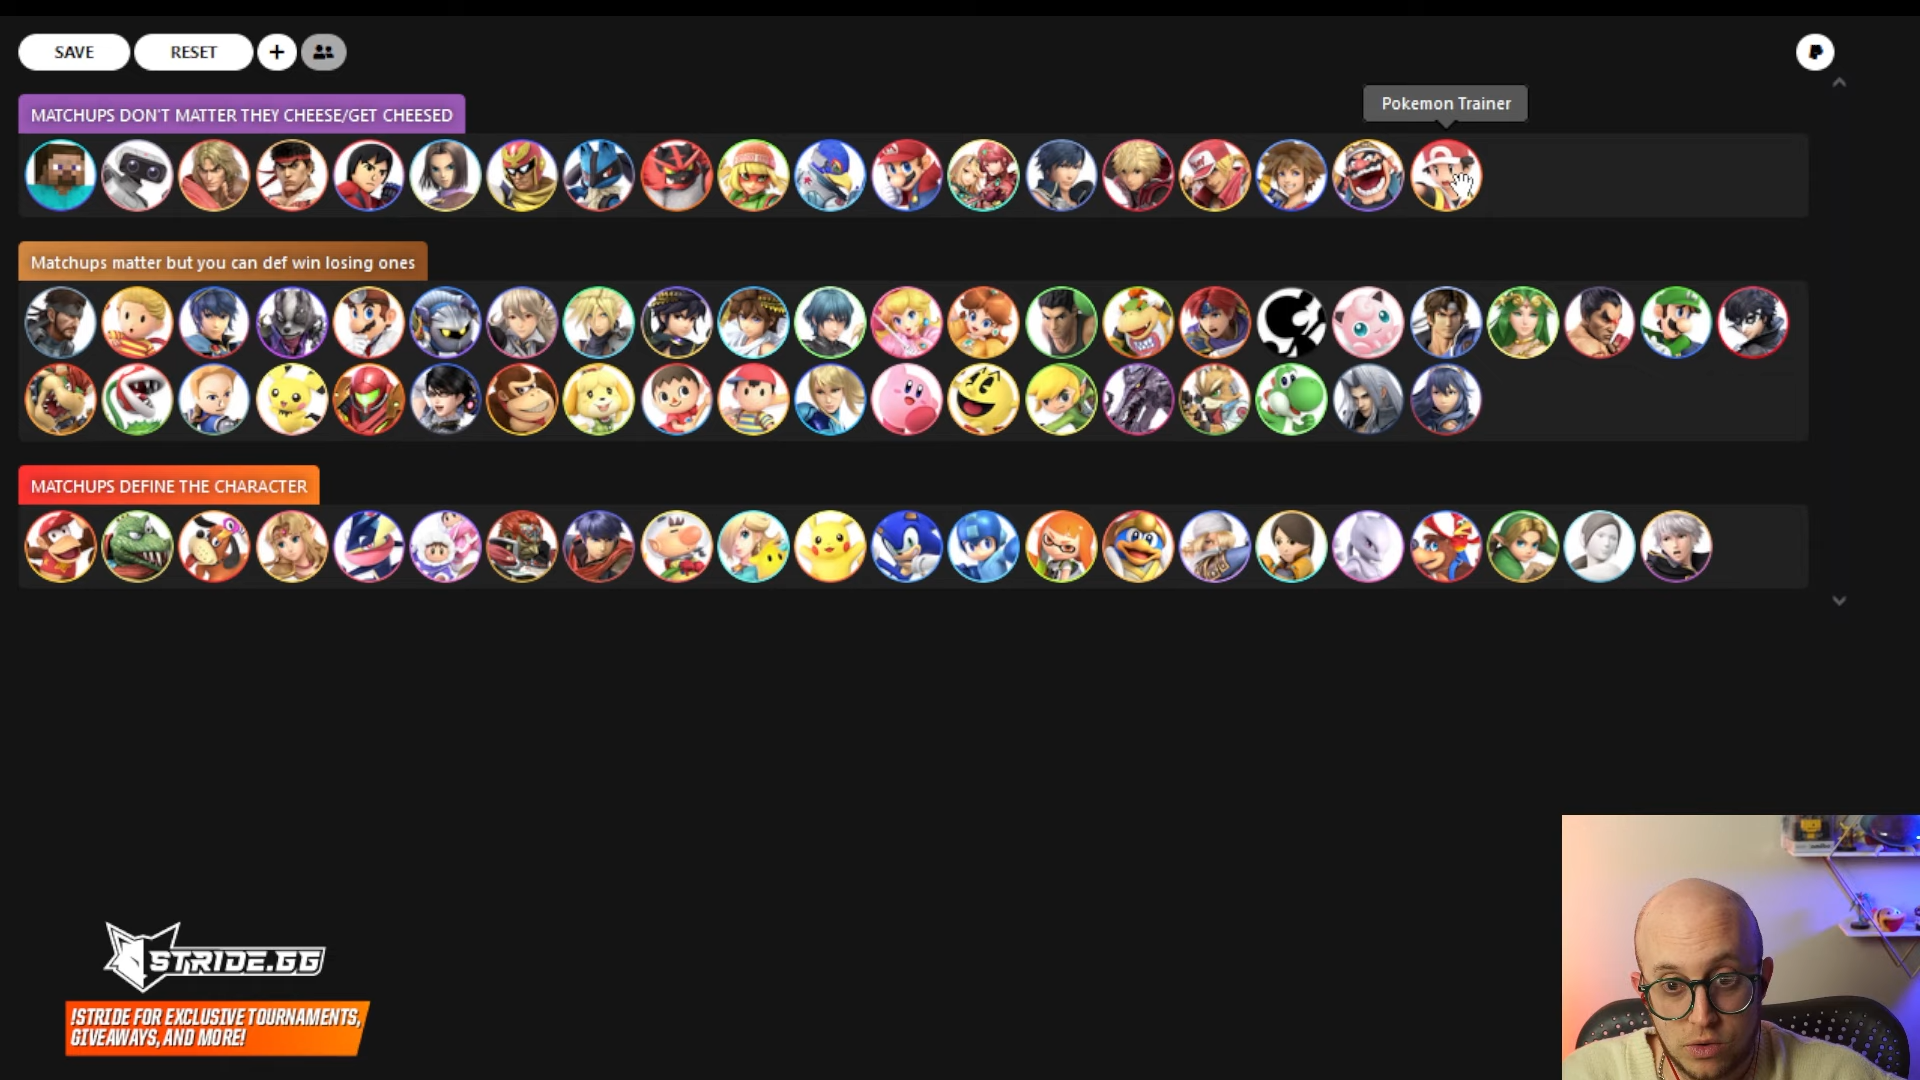 SAVE
RESET
Pokemon Trainer
MATCHUPS DON'T MATTER THEY CHEESE/GET CHEESED
Matchups matter but you can def win losing ones
MATCHUPS DEFINE THE CHARACTER
STRIDE.GG
!STRIDE FOR EXCLUSIVE TOURNAMENTS,
GIVEAWAYS, AND MORE!